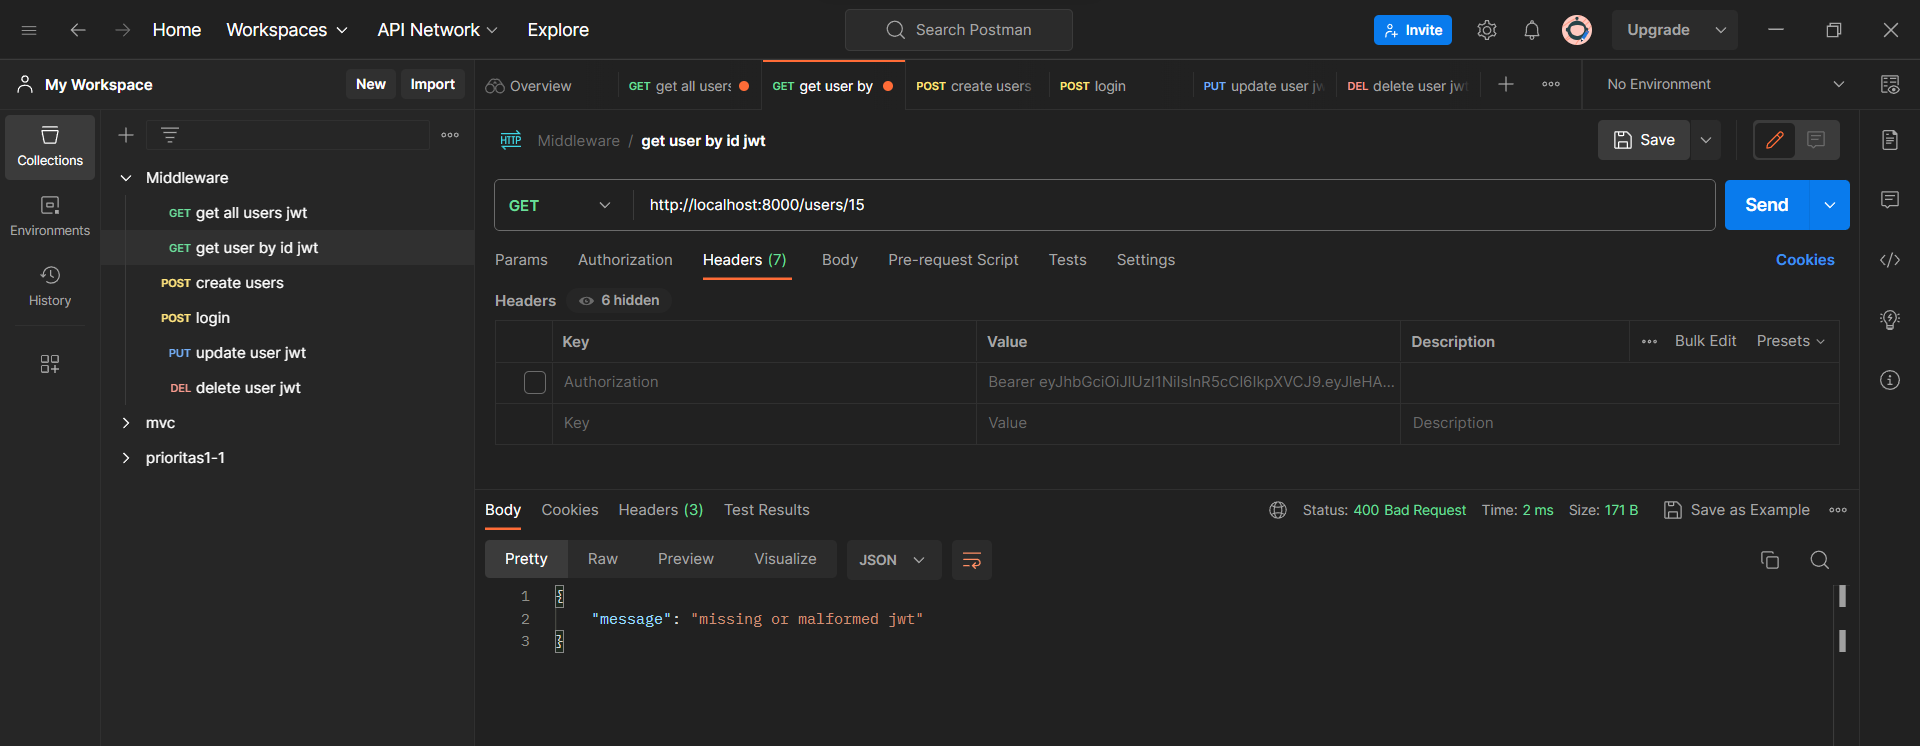 Home Workspaces API Network Explore Search Postman Invite Upgrade
My Workspace New Import
Overview GET get all users GET get user by POST create users POST login PUT update user jw DEL delete user jwt No Environment
Collections
Environments
History
Middleware
GET get all users jwt
GET get user by id jwt
POST create users
POST login
PUT update user jwt
DEL delete user jwt
mvc
prioritas1-1
HTTP Middleware / get user by id jwt Save
GET http://localhost:8000/users/15 Send
Params Authorization Headers (7) Body Pre-request Script Tests Settings Cookies
Headers 6 hidden
Key Value Description Bulk Edit Presets
Authorization Bearer eyJhbGciOiJIUzI1NiIsInR5cCI6IkpXVCJ9.eyJleHA...
Key Value Description
Body Cookies Headers (3) Test Results Status: 400 Bad Request Time: 2 ms Size: 171 B Save as Example
Pretty Raw Preview Visualize JSON
1 {
2 "message": "missing or malformed jwt"
3 }